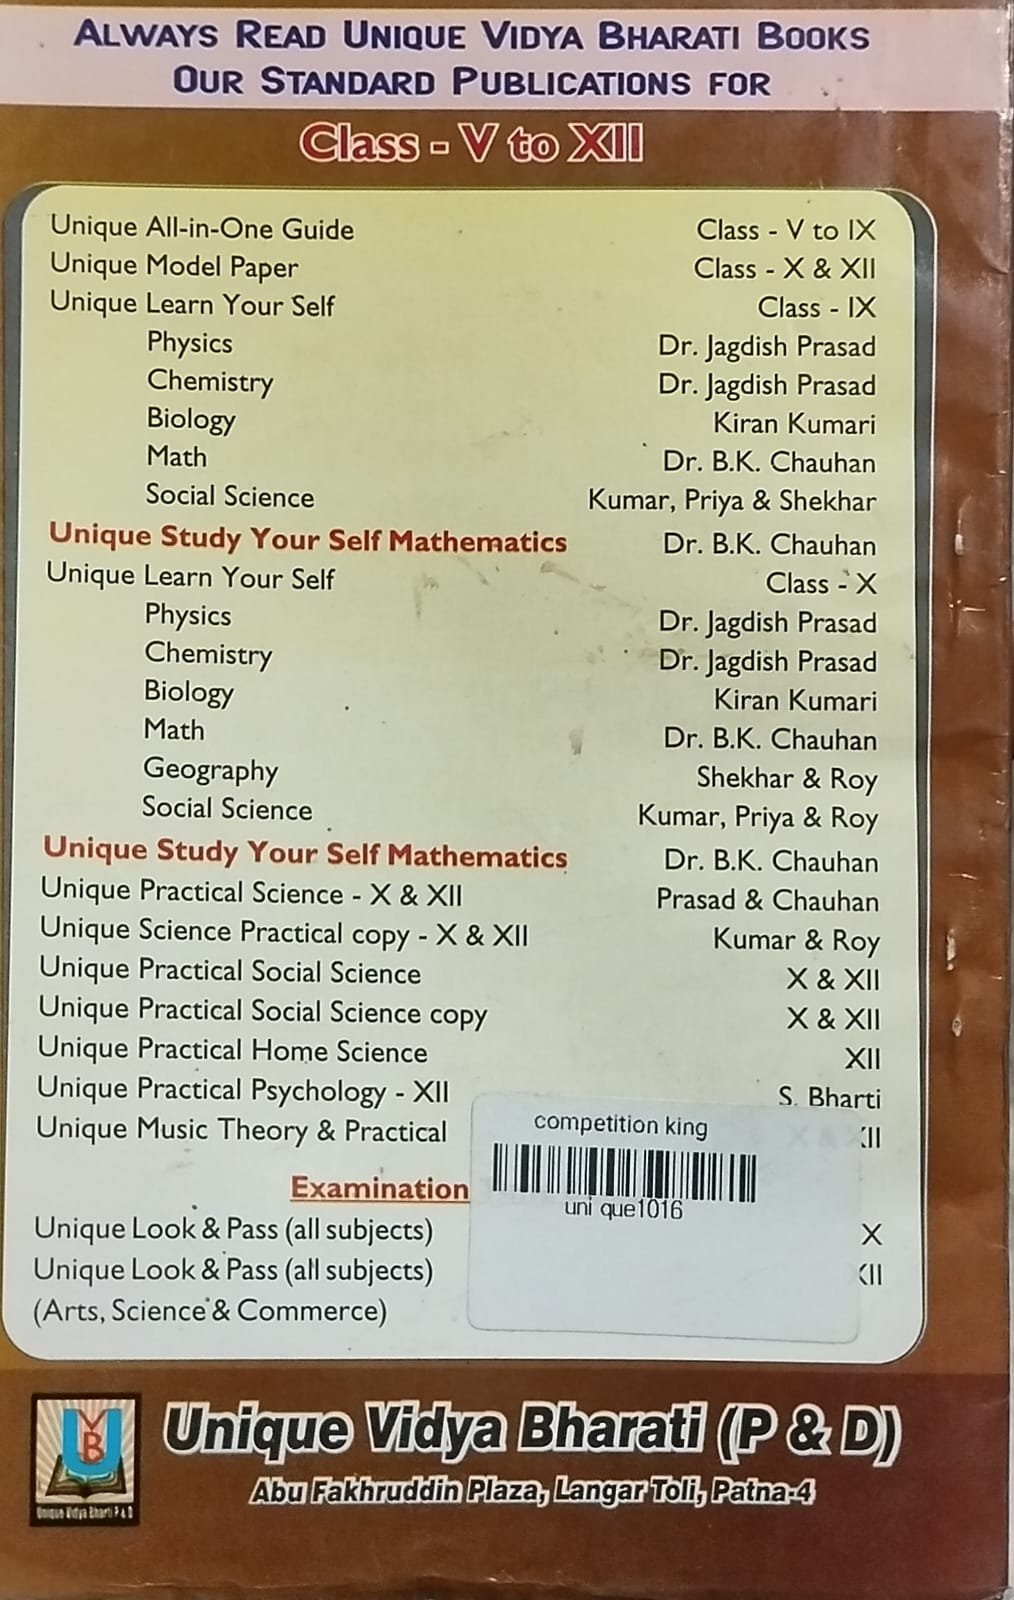 ALWAYS READ UNIQUE VIDYA BHARATI BOOKS
OUR STANDARD PUBLICATIONS FOR
Class - V to XII
Unique All-in-One Guide Class - V to IX
Unique Model Paper Class - X & XII
Unique Learn Your Self Class - IX
Physics Dr. Jagdish Prasad
Chemistry Dr. Jagdish Prasad
Biology Kiran Kumari
Math Dr. B.K. Chauhan
Social Science Kumar, Priya & Shekhar
Unique Study Your Self Mathematics Dr. B.K. Chauhan
Unique Learn Your Self Class - X
Physics Dr. Jagdish Prasad
Chemistry Dr. Jagdish Prasad
Biology Kiran Kumari
Math Dr. B.K. Chauhan
Geography Shekhar & Roy
Social Science Kumar, Priya & Roy
Unique Study Your Self Mathematics Dr. B.K. Chauhan
Unique Practical Science - X & XII Prasad & Chauhan
Unique Science Practical copy - X & XII Kumar & Roy
Unique Practical Social Science X & XII
Unique Practical Social Science copy X & XII
Unique Practical Home Science XII
Unique Practical Psychology - XII S. Bharti
Unique Music Theory & Practical
competition king
uni que1016
Examination
Unique Look & Pass (all subjects) X
Unique Look & Pass (all subjects)
(Arts, Science & Commerce)
UVB
Unique Vidya Bharti P & D
Unique Vidya Bharati (P & D)
Abu Fakhruddin Plaza, Langar Toli, Patna-4